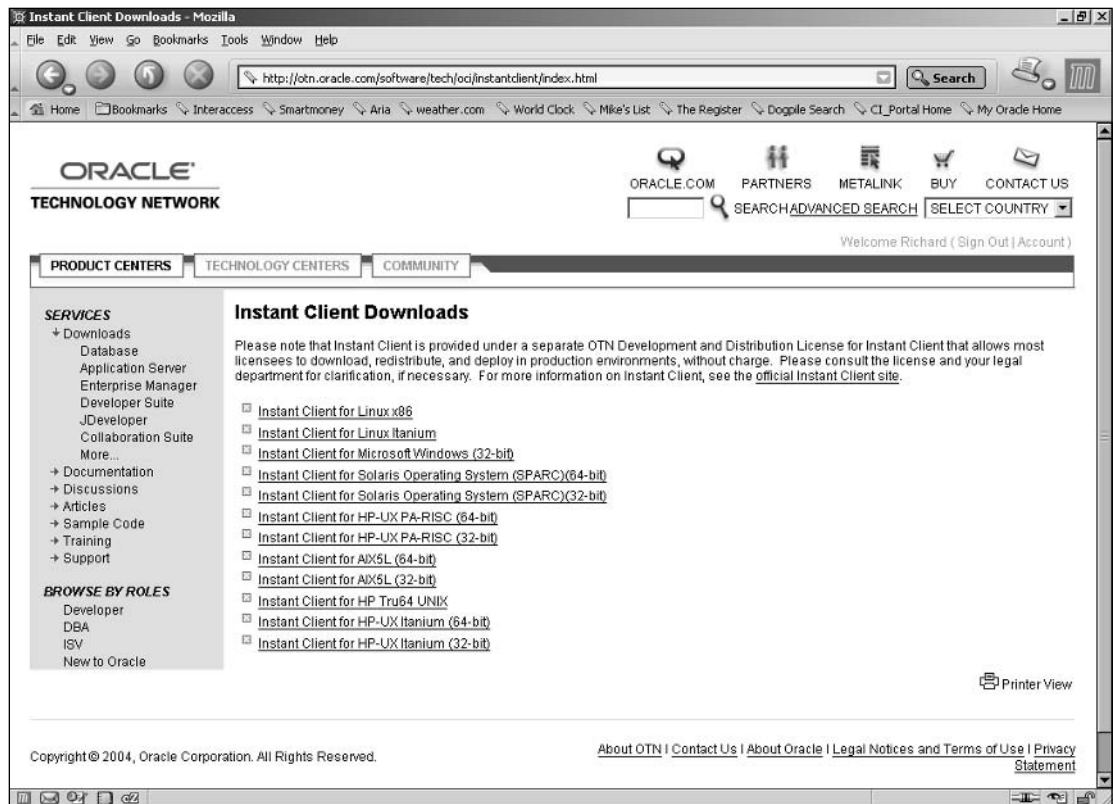 Instant Client Downloads - Mozilla
File Edit View Go Bookmarks Tools Window Help
http://otn.oracle.com/software/tech/oci/instantclient/index.html
Search
Home Bookmarks Interaccess Smartmoney Aria weather.com World Clock Mike's List The Register Dogpile Search CI_Portal Home My Oracle Home
ORACLE
TECHNOLOGY NETWORK
ORACLE.COM PARTNERS METALINK BUY CONTACT US
SEARCH ADVANCED SEARCH SELECT COUNTRY
Welcome Richard ( Sign Out | Account )
PRODUCT CENTERS TECHNOLOGY CENTERS COMMUNITY
SERVICES
Downloads
Database
Application Server
Enterprise Manager
Developer Suite
JDeveloper
Collaboration Suite
More...
Documentation
Discussions
Articles
Sample Code
Training
Support
BROWSE BY ROLES
Developer
DBA
ISV
New to Oracle
Instant Client Downloads
Please note that Instant Client is provided under a separate OTN Development and Distribution License for Instant Client that allows most
licensees to download, redistribute, and deploy in production environments, without charge. Please consult the license and your legal
department for clarification, if necessary. For more information on Instant Client, see the official Instant Client site.
Instant Client for Linux x86
Instant Client for Linux Itanium
Instant Client for Microsoft Windows (32-bit)
Instant Client for Solaris Operating System (SPARC)(64-bit)
Instant Client for Solaris Operating System (SPARC)(32-bit)
Instant Client for HP-UX PA-RISC (64-bit)
Instant Client for HP-UX PA-RISC (32-bit)
Instant Client for AIX5L (64-bit)
Instant Client for AIX5L (32-bit)
Instant Client for HP Tru64 UNIX
Instant Client for HP-UX Itanium (64-bit)
Instant Client for HP-UX Itanium (32-bit)
Printer View
Copyright © 2004, Oracle Corporation. All Rights Reserved.
About OTN | Contact Us | About Oracle | Legal Notices and Terms of Use | Privacy
Statement